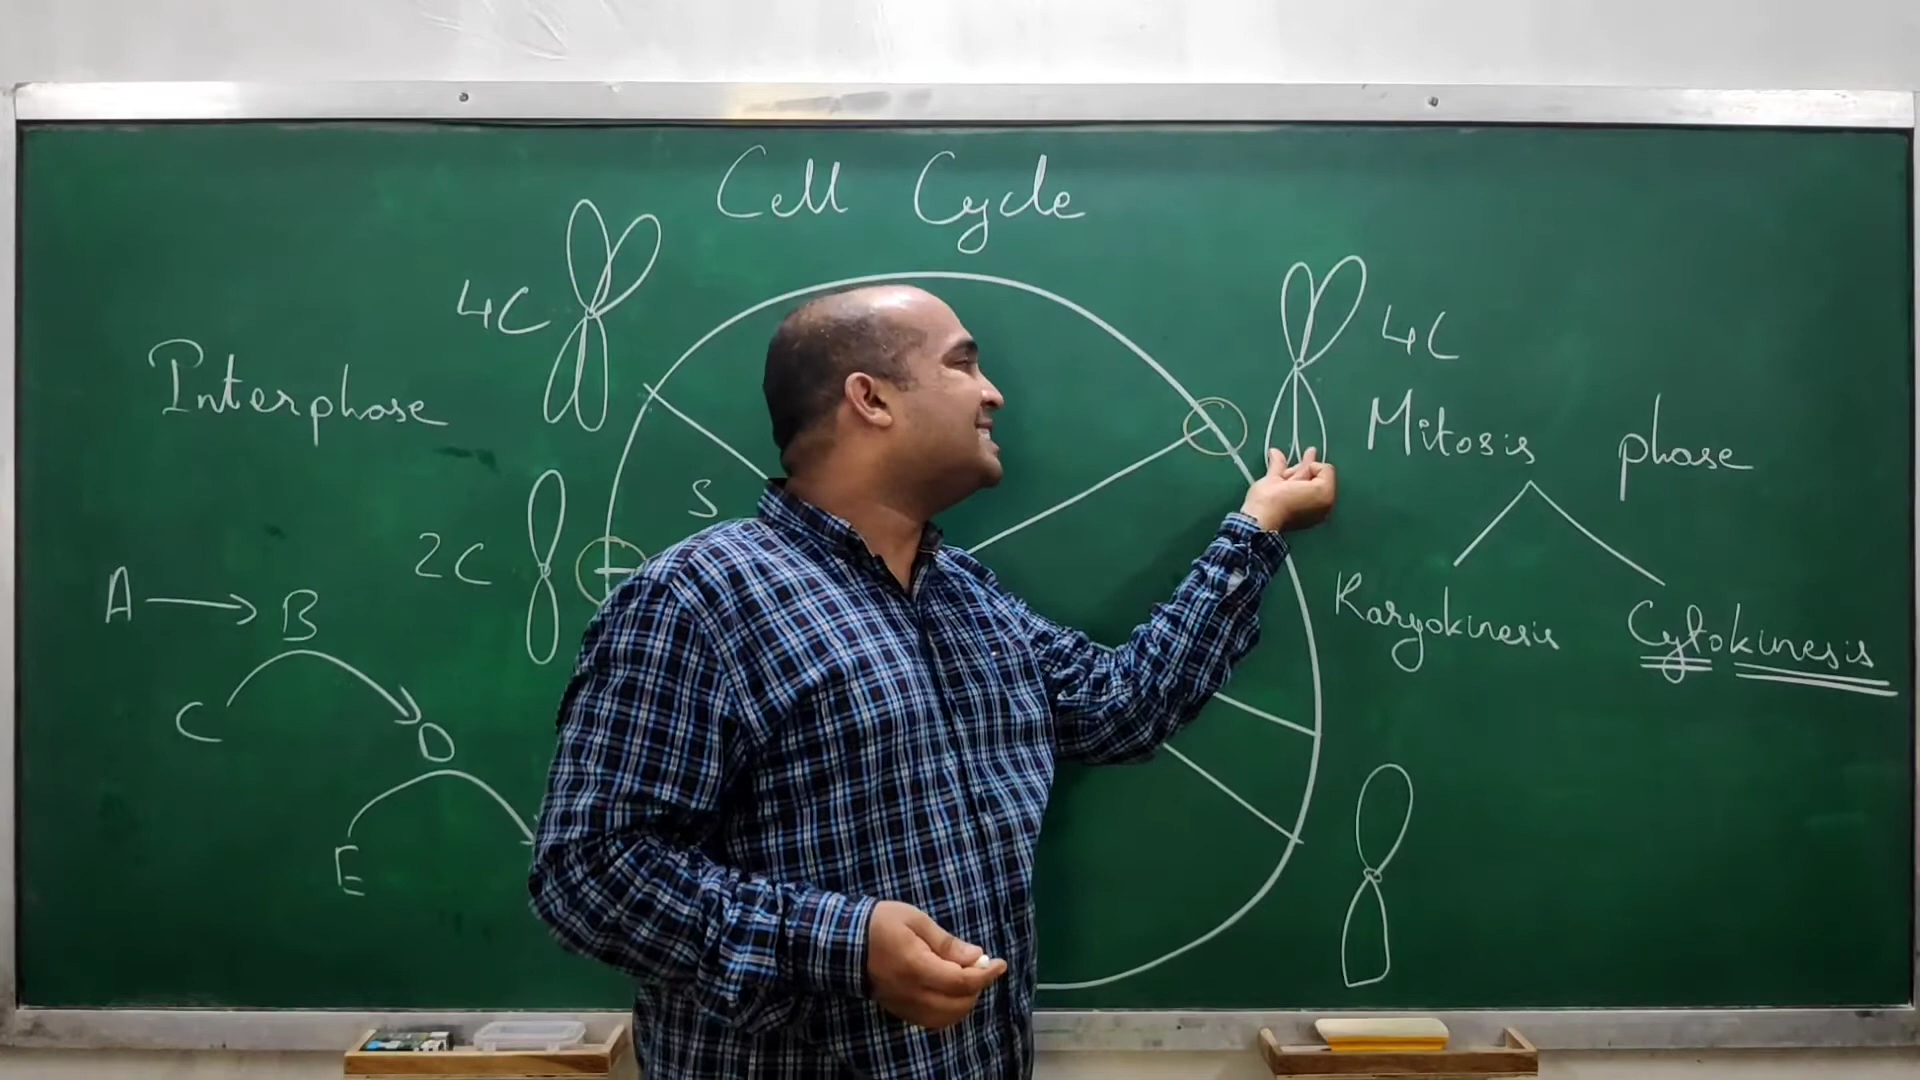 Cell Cycle
4C
4C
Interphase
Mitosis phase
S
2C
A
B
Karyokinesis
Cytokinesis
C
D
E